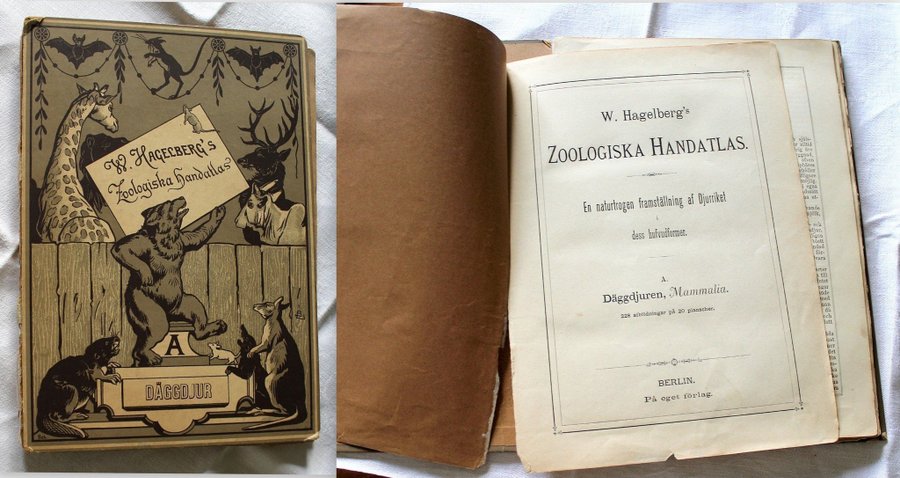 W. HAGELBERG'S
Zoologiska Handatlas
A
DÄGGDJUR
W. Hagelberg's
ZOOLOGISKA HANDATLAS.
En naturtrogen framställning af Djurriket
i
dess hufvudformer.
A.
Däggdjuren, Mammalia.
228 afbildningar på 20 planscher.
BERLIN.
På eget förlag.